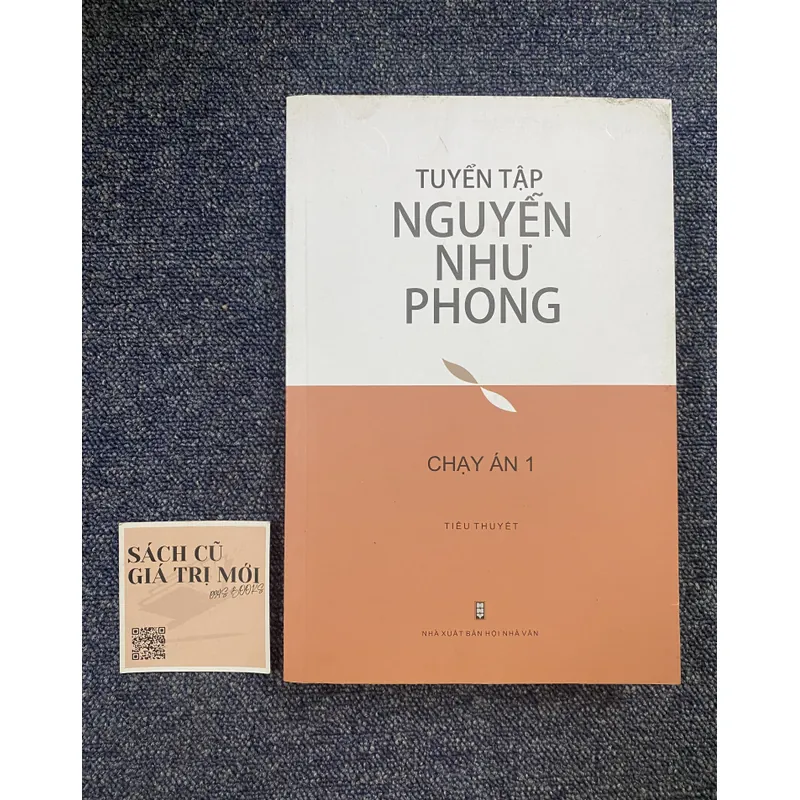 TUYỂN TẬP
NGUYỄN
NHƯ
PHONG
CHẠY ÁN 1
TIỂU THUYẾT
NHÀ XUẤT BẢN HỘI NHÀ VĂN
SÁCH CŨ
GIÁ TRỊ MỚI
BOOKS